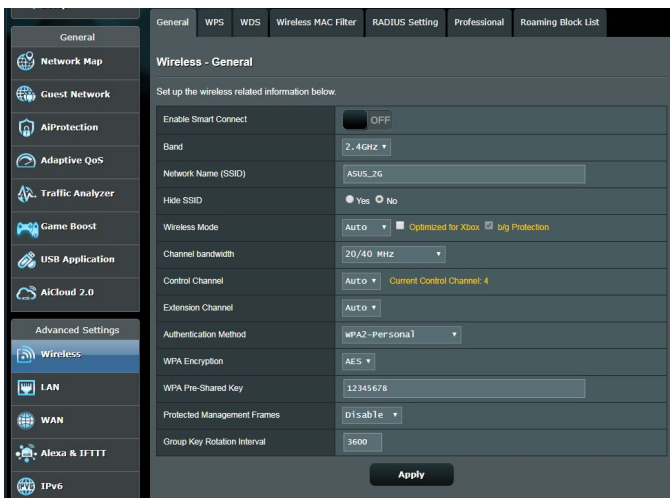 General WPS WDS Wireless MAC Filter RADIUS Setting Professional Roaming Block List
General
Network Map
Guest Network
AiProtection
Adaptive QoS
Traffic Analyzer
Game Boost
USB Application
AiCloud 2.0
Advanced Settings
Wireless
LAN
WAN
Alexa & IFTTT
IPv6
Wireless - General
Set up the wireless related information below.
Enable Smart Connect OFF
Band 2.4GHz
Network Name (SSID) ASUS_2G
Hide SSID Yes No
Wireless Mode Auto Optimized for Xbox b/g Protection
Channel bandwidth 20/40 MHz
Control Channel Auto Current Control Channel: 4
Extension Channel Auto
Authentication Method WPA2-Personal
WPA Encryption AES
WPA Pre-Shared Key 12345678
Protected Management Frames Disable
Group Key Rotation Interval 3600
Apply